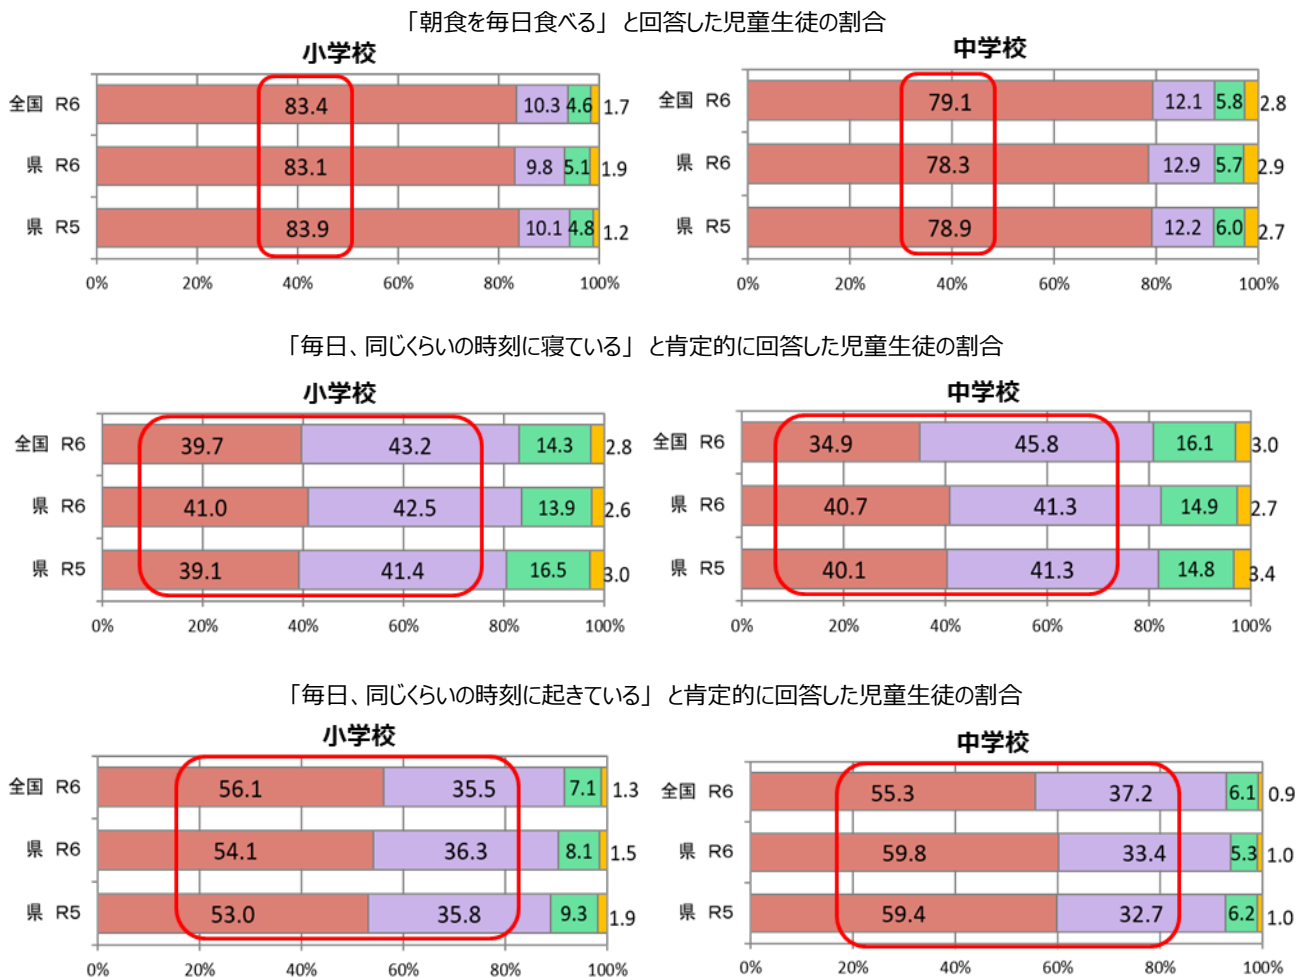 「朝食を毎日食べる」 と回答した児童生徒の割合
小学校
全国 R6 83.4 10.3 4.6 1.7
県 R6 83.1 9.8 5.1 1.9
県 R5 83.9 10.1 4.8 1.2
0% 20% 40% 60% 80% 100%
中学校
全国 R6 79.1 12.1 5.8 2.8
県 R6 78.3 12.9 5.7 2.9
県 R5 78.9 12.2 6.0 2.7
0% 20% 40% 60% 80% 100%
「毎日、同じくらいの時刻に寝ている」 と肯定的に回答した児童生徒の割合
小学校
全国 R6 39.7 43.2 14.3 2.8
県 R6 41.0 42.5 13.9 2.6
県 R5 39.1 41.4 16.5 3.0
0% 20% 40% 60% 80% 100%
中学校
全国 R6 34.9 45.8 16.1 3.0
県 R6 40.7 41.3 14.9 2.7
県 R5 40.1 41.3 14.8 3.4
0% 20% 40% 60% 80% 100%
「毎日、同じくらいの時刻に起きている」 と肯定的に回答した児童生徒の割合
小学校
全国 R6 56.1 35.5 7.1 1.3
県 R6 54.1 36.3 8.1 1.5
県 R5 53.0 35.8 9.3 1.9
0% 20% 40% 60% 80% 100%
中学校
全国 R6 55.3 37.2 6.1 0.9
県 R6 59.8 33.4 5.3 1.0
県 R5 59.4 32.7 6.2 1.0
0% 20% 40% 60% 80% 100%